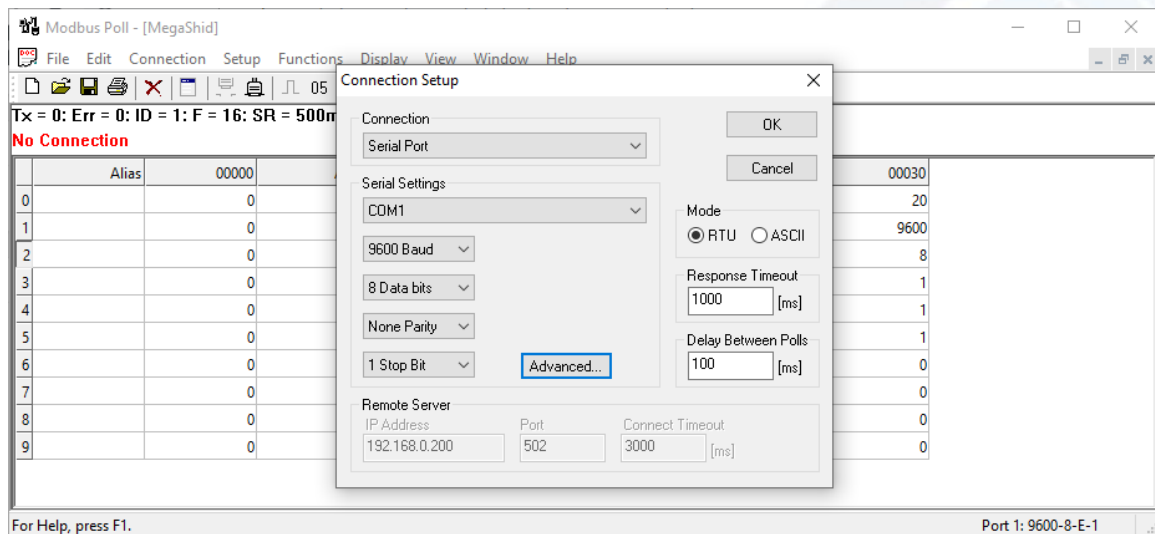 Modbus Poll - [MegaShid]
File Edit Connection Setup Functions Display View Window Help
05
Tx = 0: Err = 0: ID = 1: F = 16: SR = 500m
No Connection
Connection Setup
Connection
Serial Port
OK
Cancel
Serial Settings
COM1
9600 Baud
8 Data bits
None Parity
1 Stop Bit
Advanced...
Mode
RTU ASCII
Response Timeout
1000 [ms]
Delay Between Polls
100 [ms]
Remote Server
IP Address Port Connect Timeout
192.168.0.200 502 3000 [ms]
Alias 00000 00030
0 0 20
1 0 9600
2 0 8
3 0 1
4 0 1
5 0 1
6 0 0
7 0 0
8 0 0
9 0 0
For Help, press F1. Port 1: 9600-8-E-1